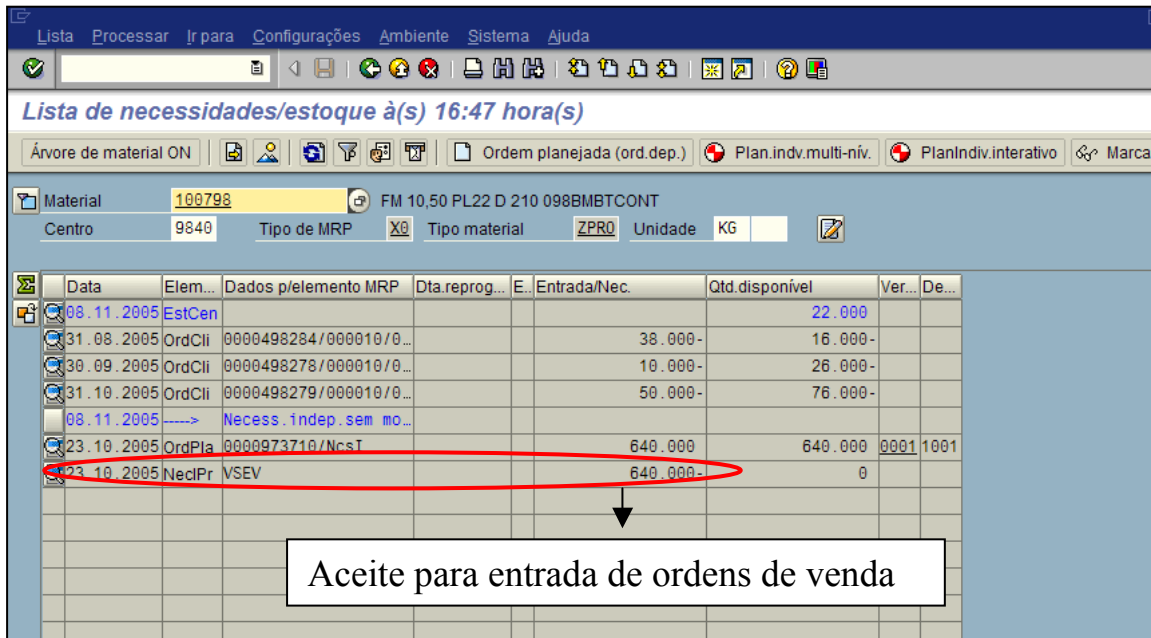 Lista Processar Ir para Configurações Ambiente Sistema Ajuda
Lista de necessidades/estoque à(s) 16:47 hora(s)
Árvore de material ON Ordem planejada (ord.dep.) Plan.indv.multi-nív. PlanIndiv.interativo Marca
Material 100798 FM 10,50 PL22 D 210 098BMBTCONT
Centro 9840 Tipo de MRP X0 Tipo material ZPRO Unidade KG
Data Elem... Dados p/elemento MRP Dta.reprog... E.. Entrada/Nec. Qtd.disponível Ver... De...
08.11.2005 EstCen 22.000
31.08.2005 OrdCli 0000498284/000010/0… 38.000- 16.000-
30.09.2005 OrdCli 0000498278/000010/0… 10.000- 26.000-
31.10.2005 OrdCli 0000498279/000010/0… 50.000- 76.000-
08.11.2005 -----> Necess.indep.sem mo…
23.10.2005 OrdPla 0000973710/NcsI 640.000 640.000 0001 1001
23.10.2005 NecIPr VSEV 640.000- 0
Aceite para entrada de ordens de venda